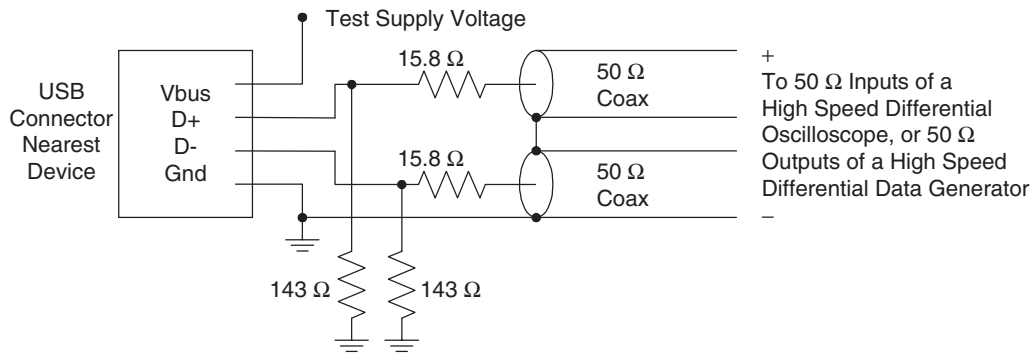 Test Supply Voltage
USB
Connector
Nearest
Device
Vbus
D+
D-
Gnd
15.8 Ω
15.8 Ω
50 Ω
Coax
50 Ω
Coax
+
To 50 Ω Inputs of a
High Speed Differential
Oscilloscope, or 50 Ω
Outputs of a High Speed
Differential Data Generator
−
143 Ω
143 Ω